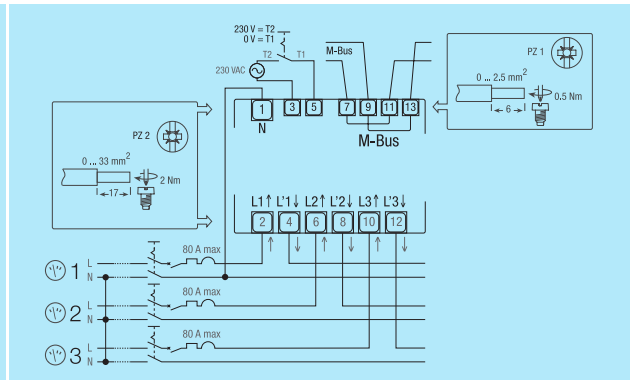 230 V = T2
0 V = T1
T2 T1
230 VAC
M-Bus
1 3 5 7 9 11 13
N
M-Bus
PZ 1
0 ... 2.5 mm2
0.5 Nm
6
PZ 2
0 ... 33 mm2
2 Nm
17
L1↑ L'1↓ L2↑ L'2↓ L3↑ L'3↓
2 4 6 8 10 12
80 A max
1 L
N
80 A max
2 L
N
80 A max
3 L
N